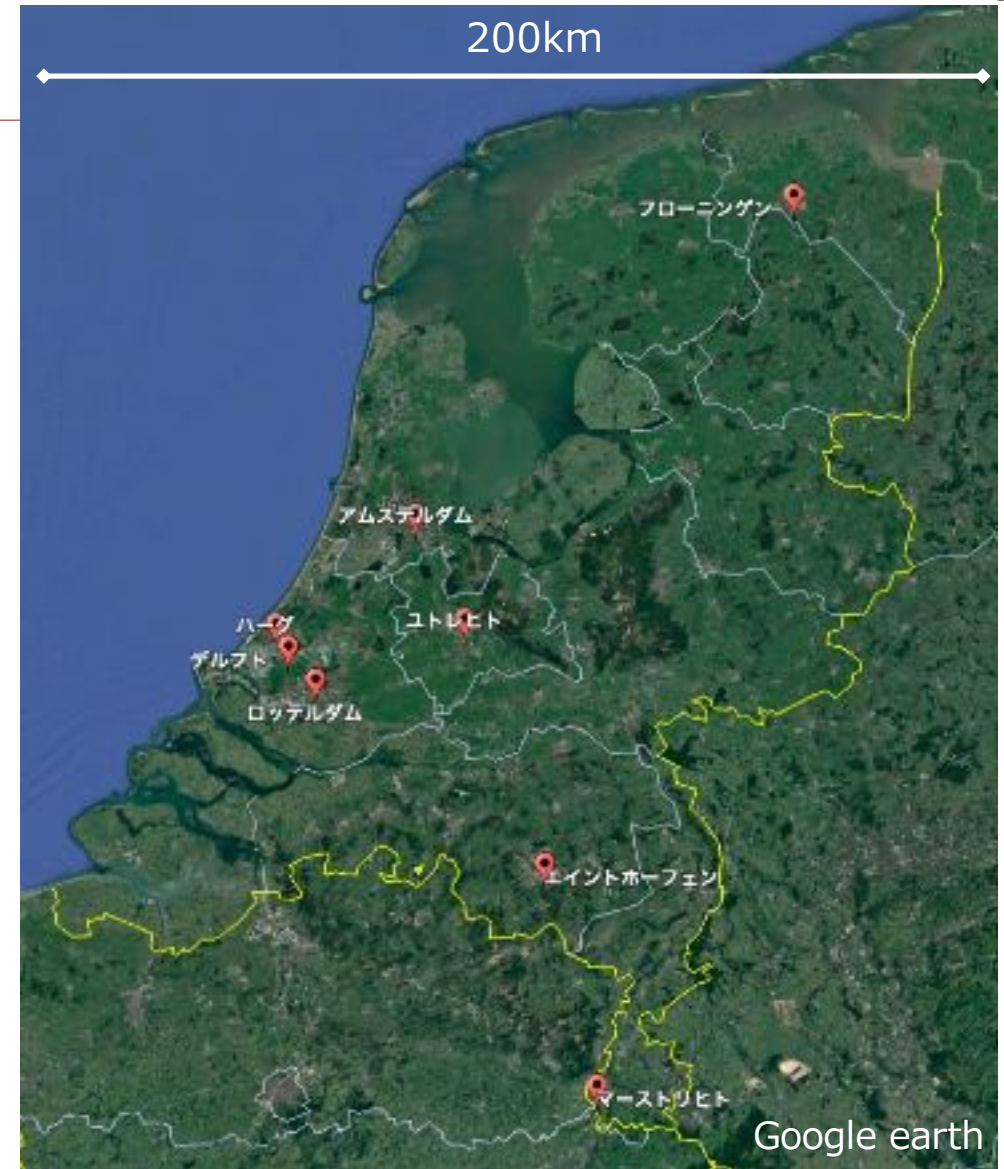 200km
フローニンゲン
アムステルダム
ハーグ
ユトレヒト
デルフト
ロッテルダム
エイントホーフェン
マーストリヒト
Google earth